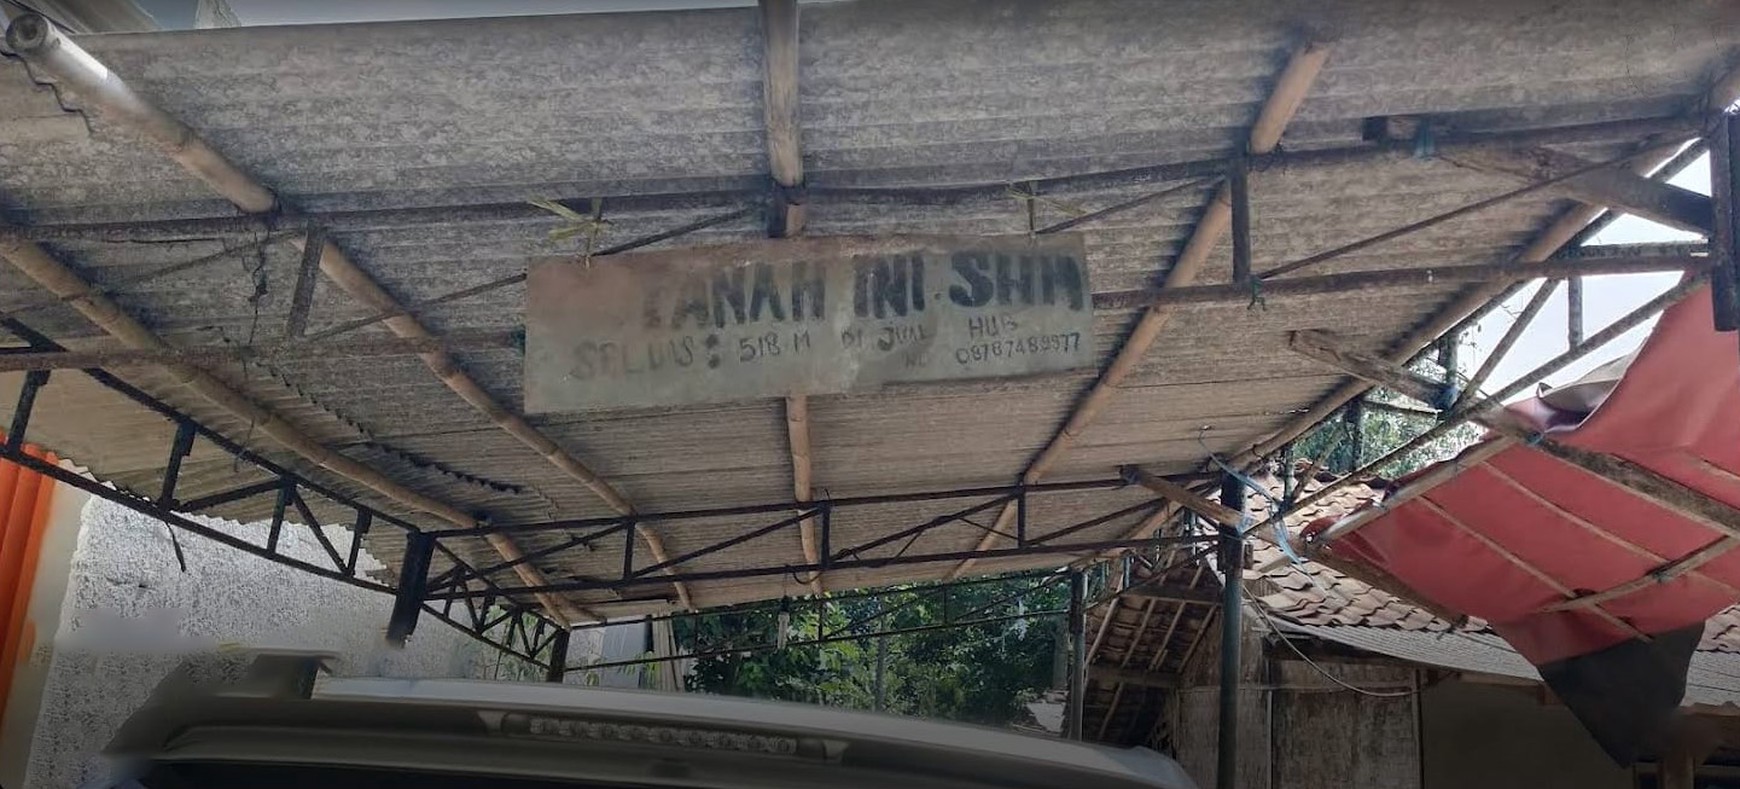 TANAH INI SHM
SELUAS : 518 M DI JUAL HUB
08787489977